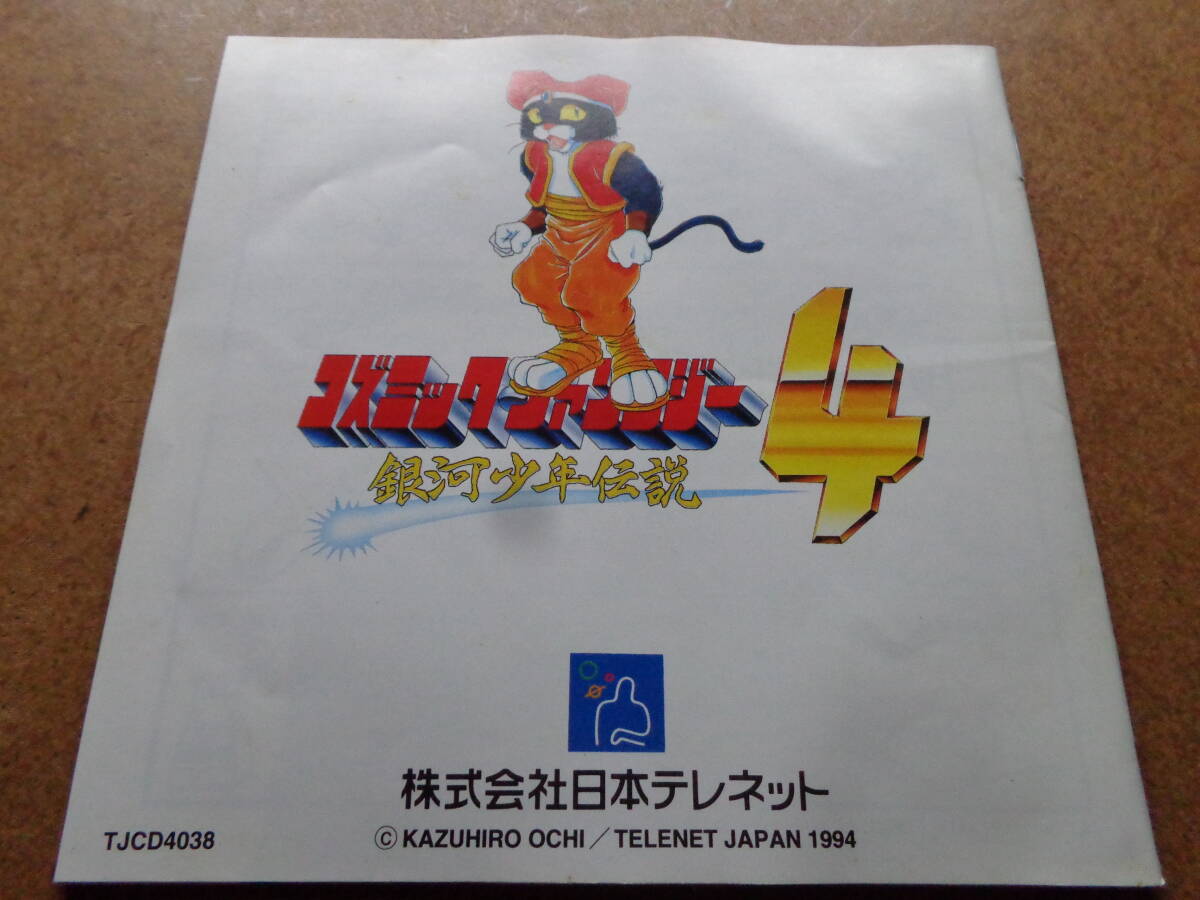 コズミックファンタジー4
銀河少年伝説
株式会社日本テレネット
TJCD4038
© KAZUHIRO OCHI／TELENET JAPAN 1994